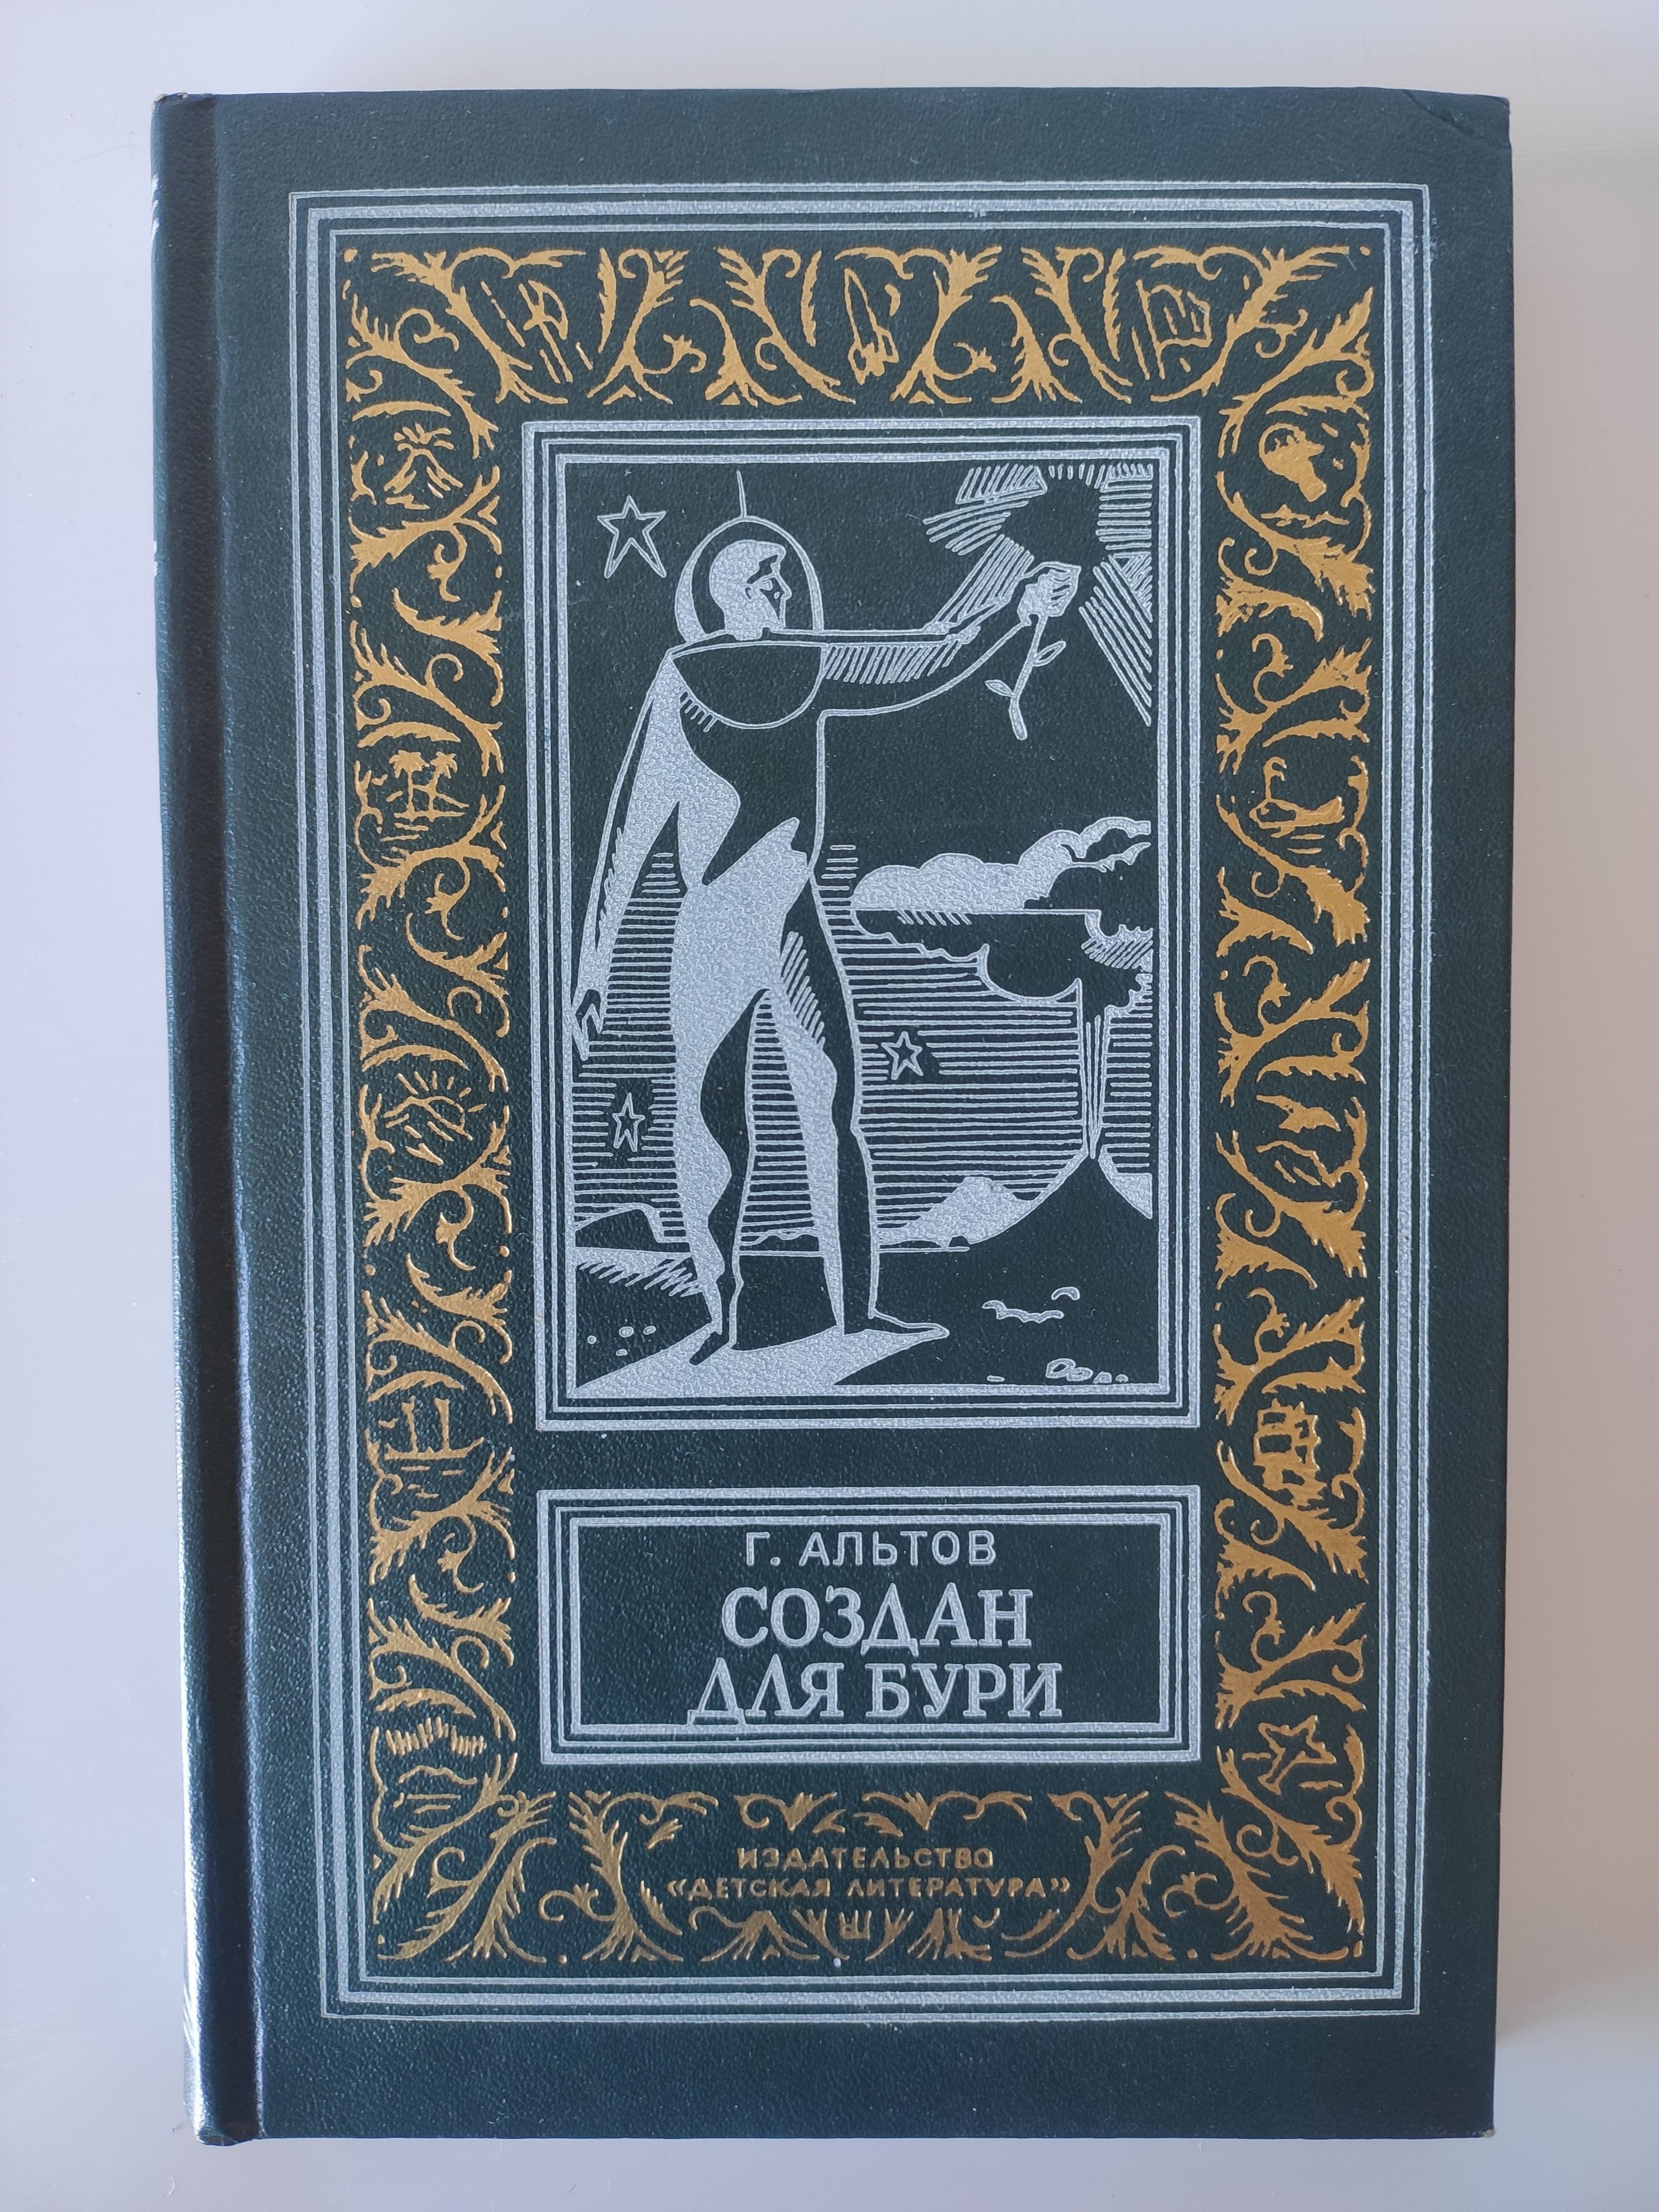 Г. АЛЬТОВ
СОЗДАН
ДЛЯ БУРИ
ИЗДАТЕЛЬСТВО
«ДЕТСКАЯ ЛИТЕРАТУРА»